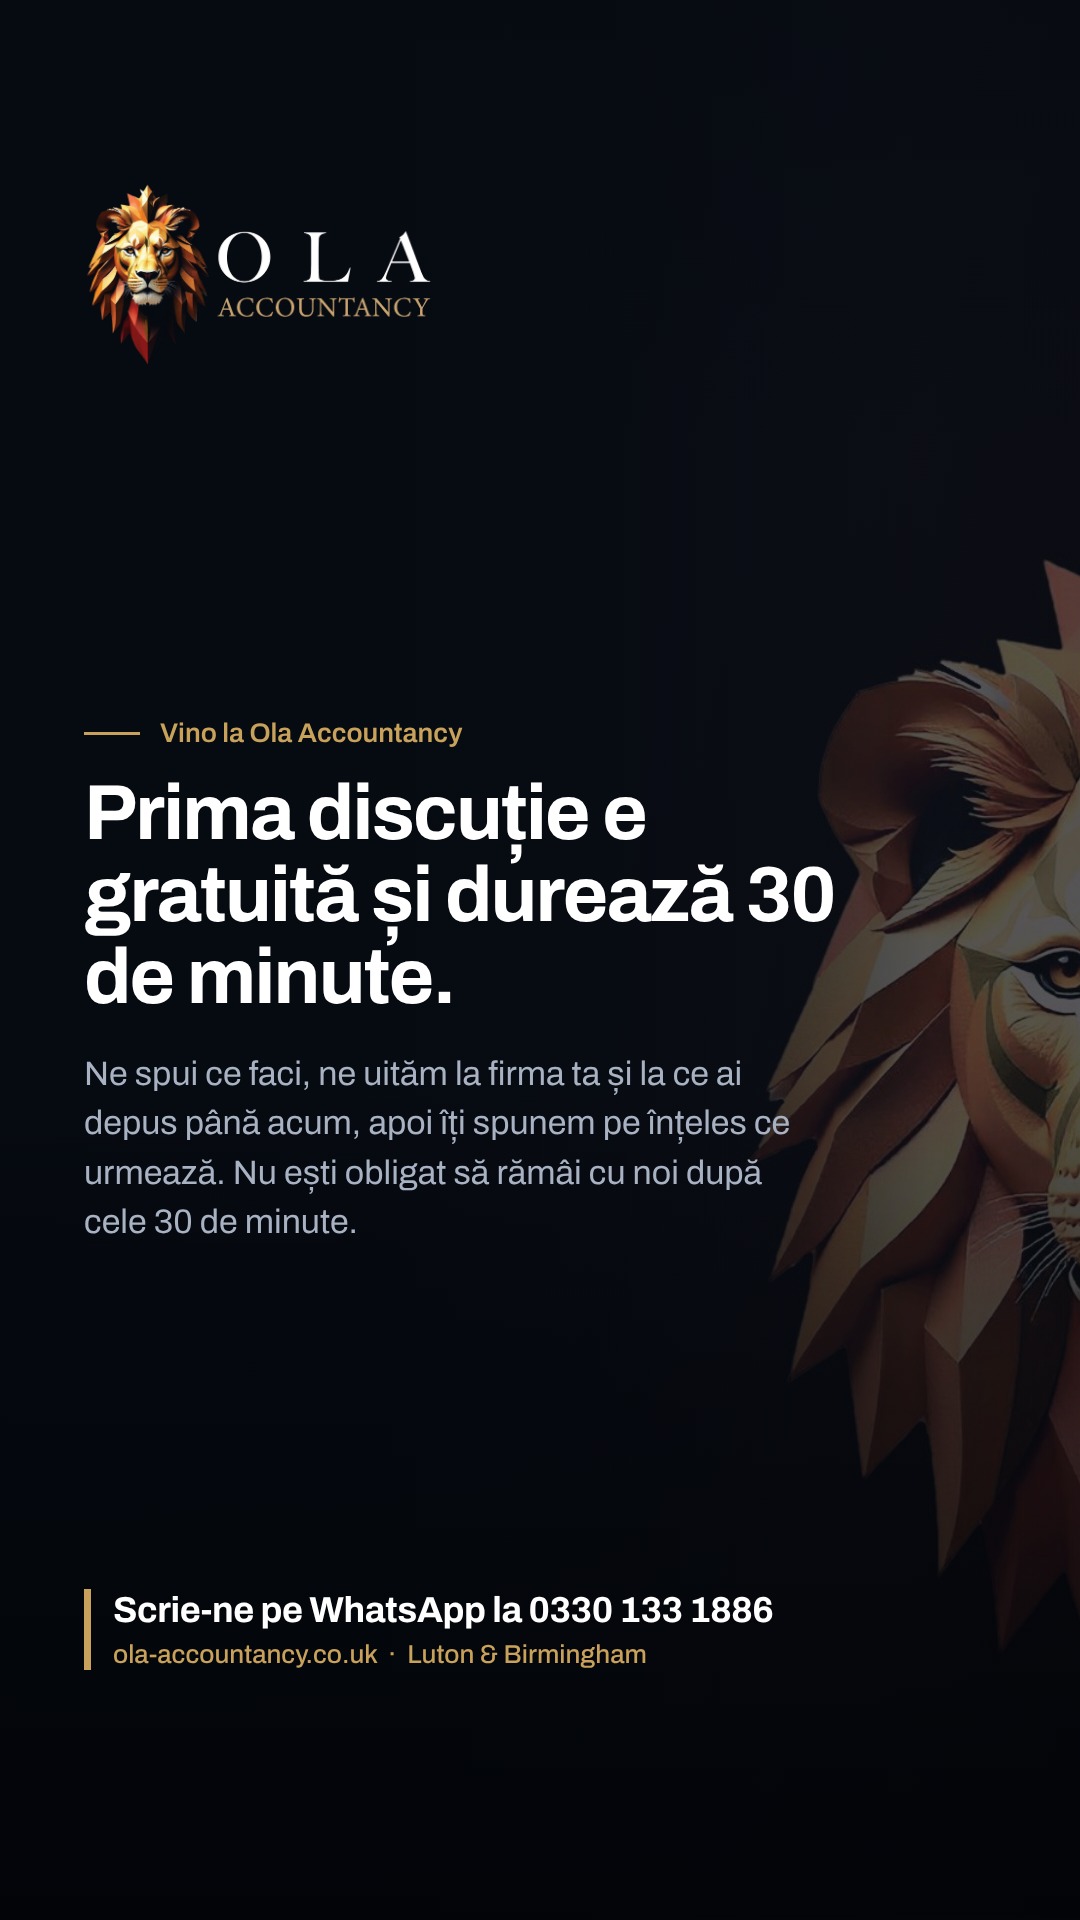 OLA
ACCOUNTANCY
Vino la Ola Accountancy
Prima discuție e
gratuită și durează 30
de minute.
Ne spui ce faci, ne uităm la firma ta și la ce ai
depus până acum, apoi îți spunem pe înțeles ce
urmează. Nu ești obligat să rămâi cu noi după
cele 30 de minute.
Scrie-ne pe WhatsApp la 0330 133 1886
ola-accountancy.co.uk · Luton & Birmingham